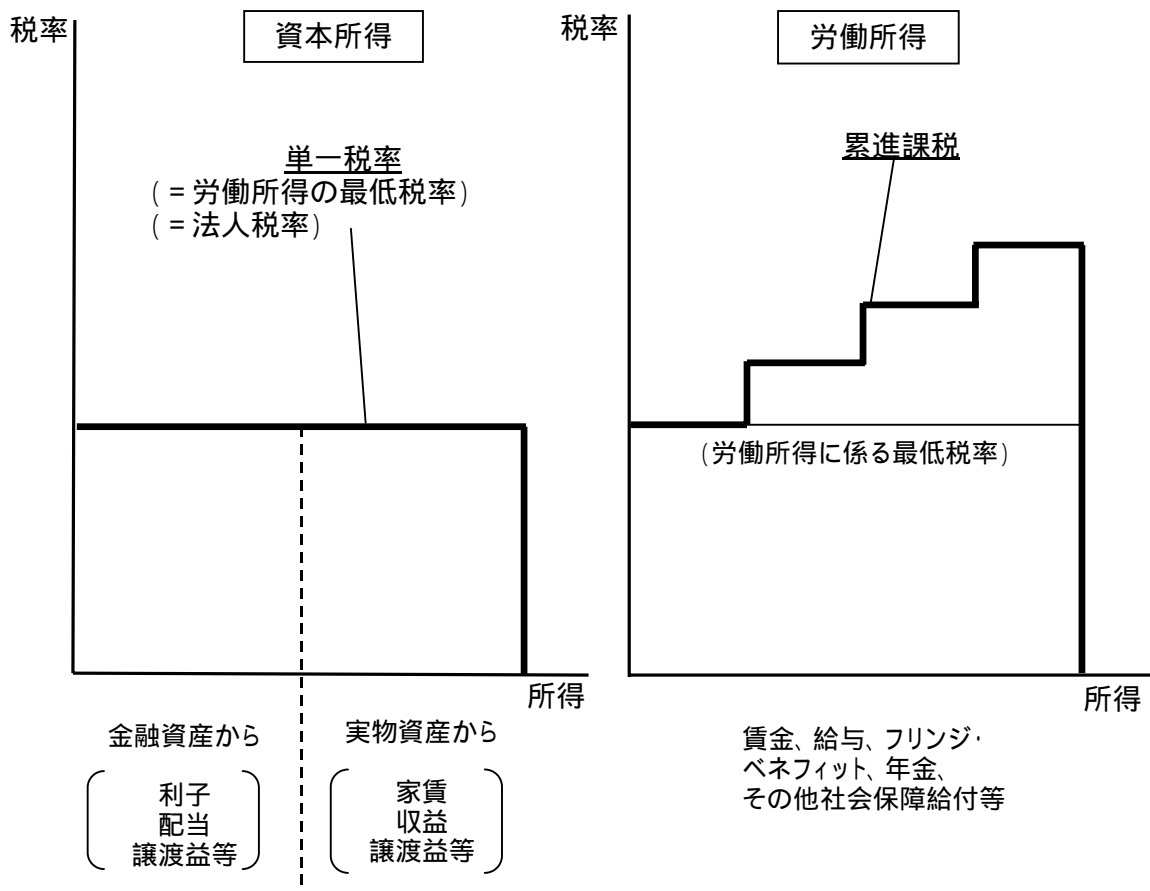 税率
資本所得
単一税率
(=労働所得の最低税率)
(=法人税率)
所得
金融資産から
利子
配当
譲渡益等
実物資産から
家賃
収益
譲渡益等
税率
労働所得
累進課税
(労働所得に係る最低税率)
所得
賃金、給与、フリンジ・
ベネフィット、年金、
その他社会保障給付等